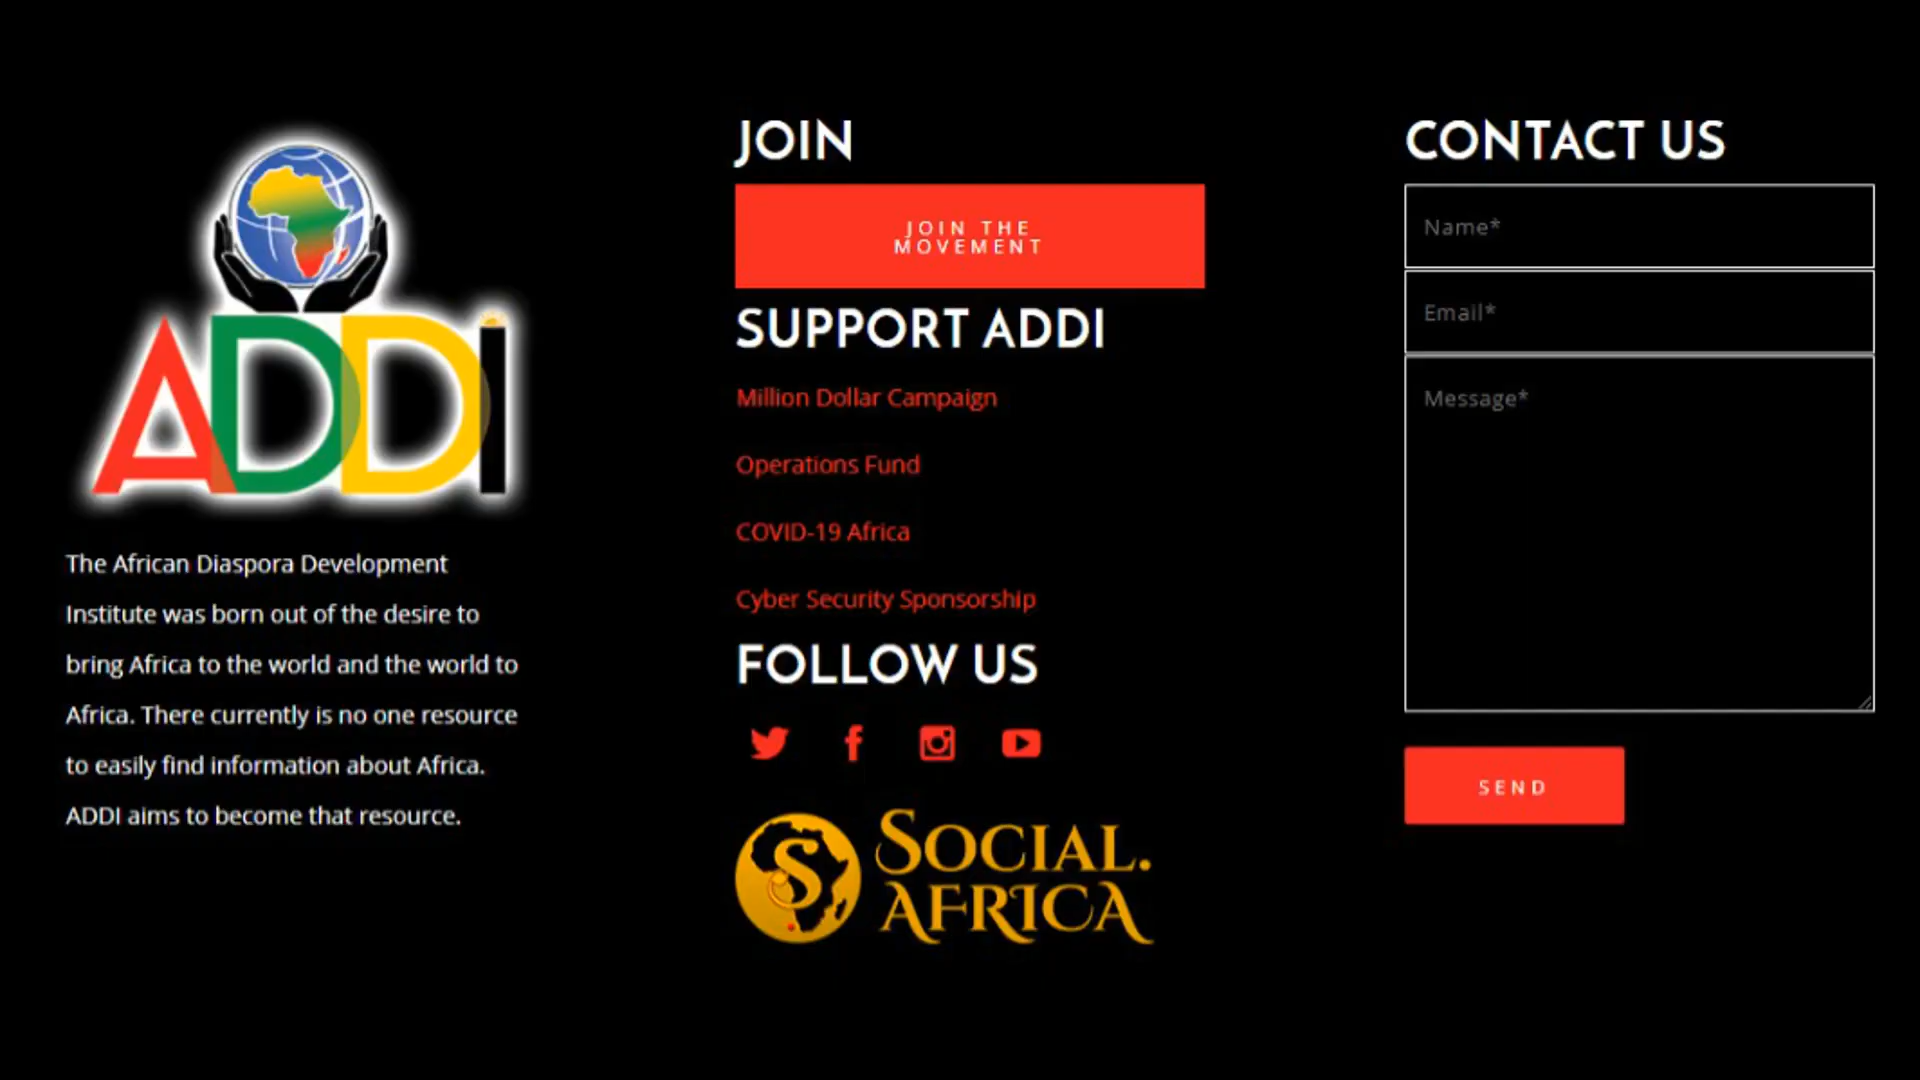 ADDI
The African Diaspora Development
Institute was born out of the desire to
bring Africa to the world and the world to
Africa. There currently is no one resource
to easily find information about Africa.
ADDI aims to become that resource.
JOIN
JOIN THE
MOVEMENT
SUPPORT ADDI
Million Dollar Campaign
Operations Fund
COVID-19 Africa
Cyber Security Sponsorship
FOLLOW US
S
SOCIAL.
AFRICA
CONTACT US
Name*
Email*
Message*
SEND